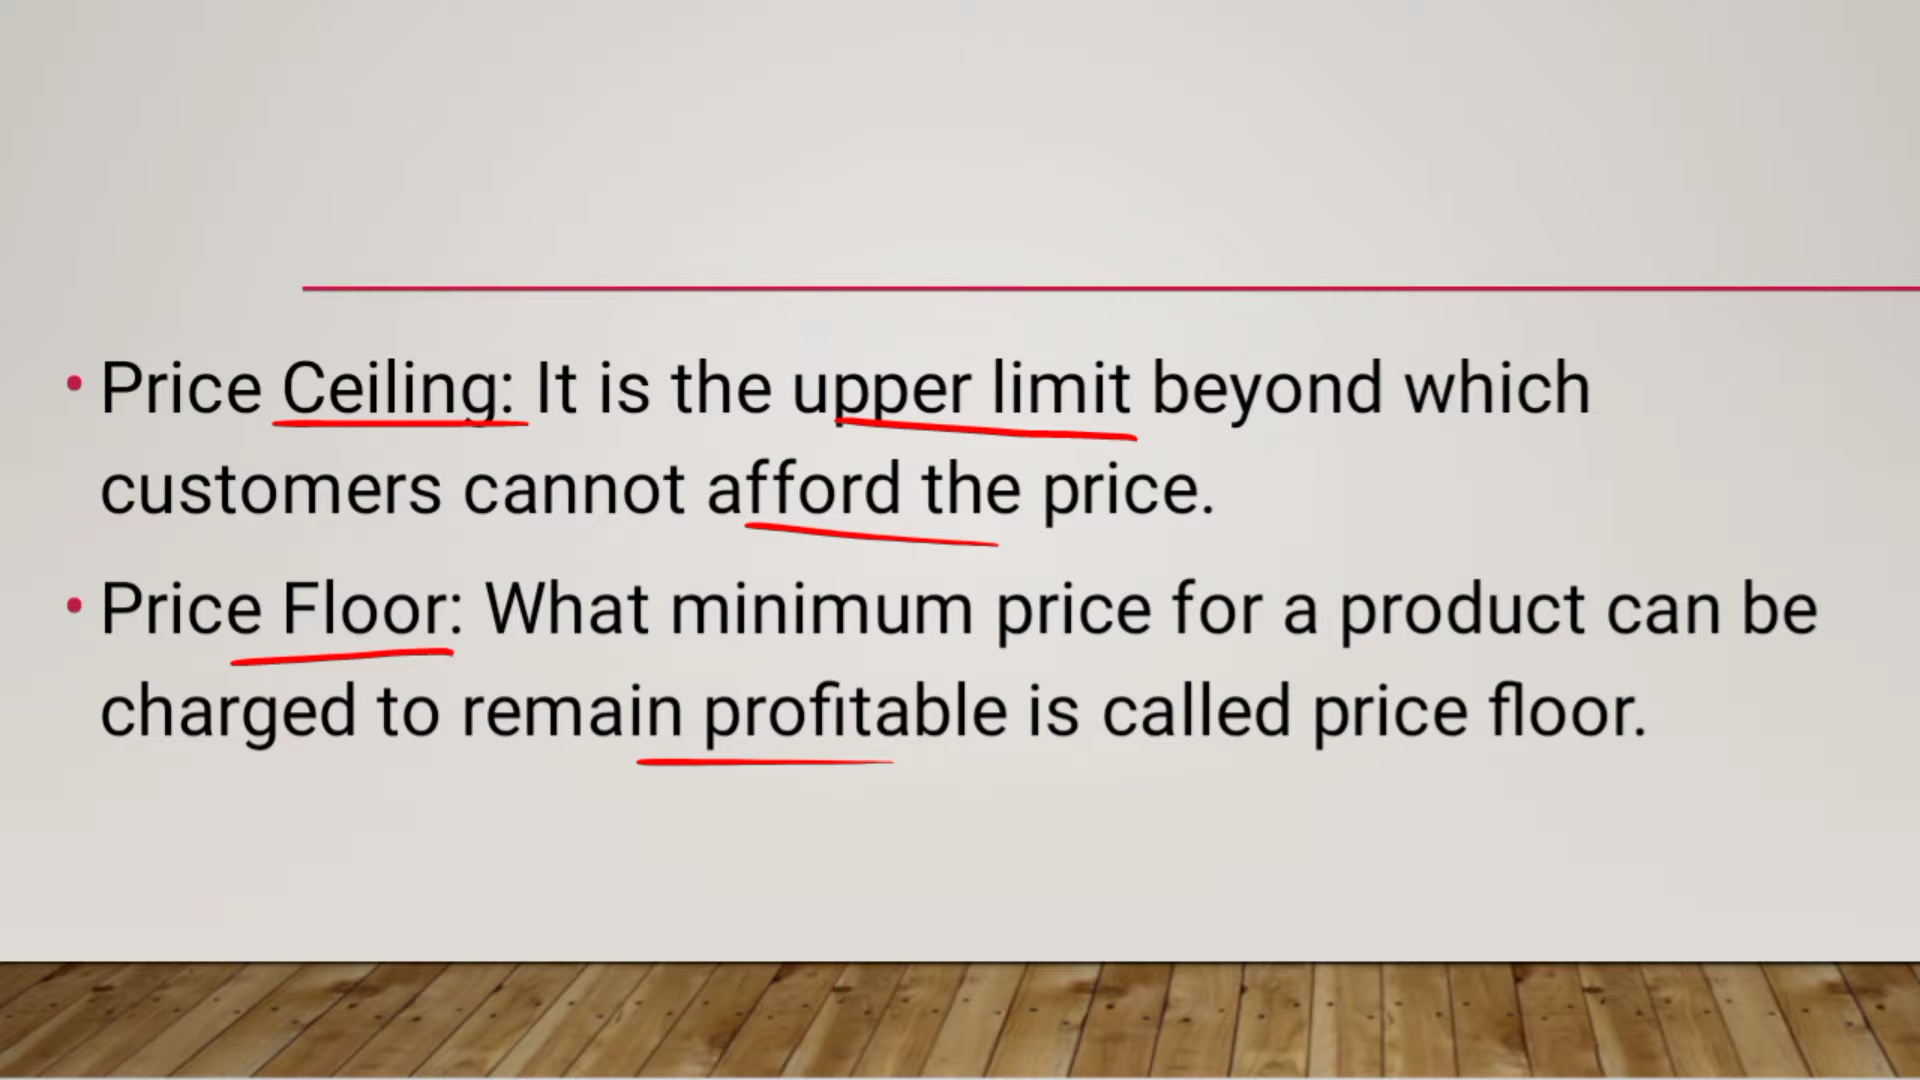 • Price Ceiling: It is the upper limit beyond which
customers cannot afford the price.
• Price Floor: What minimum price for a product can be
charged to remain profitable is called price floor.